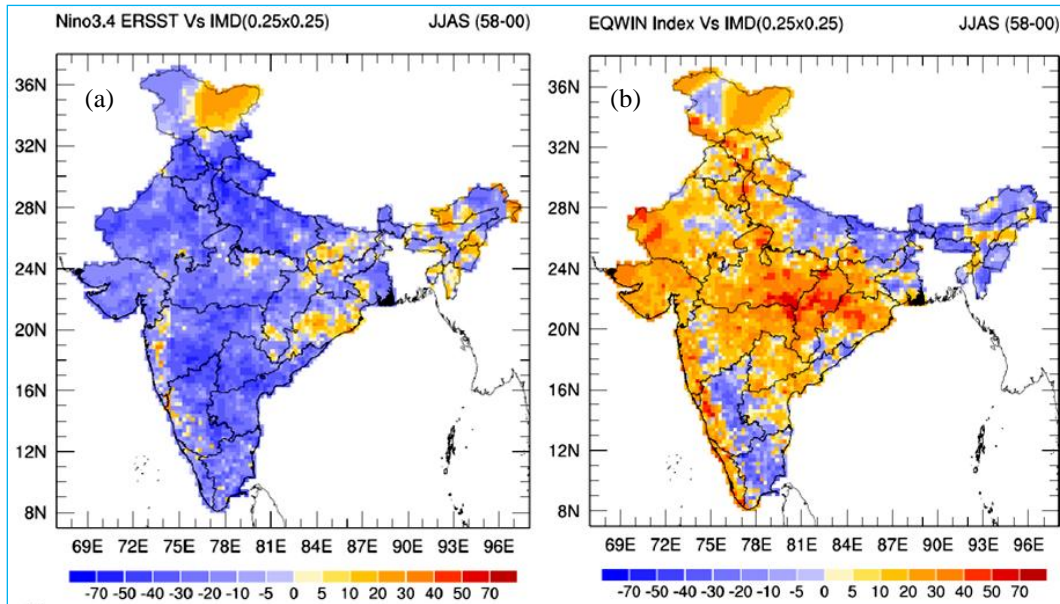 Nino3.4 ERSST Vs IMD(0.25x0.25) JJAS (58-00)
(a)
36N
32N
28N
24N
20N
16N
12N
8N
69E 72E 75E 78E 81E 84E 87E 90E 93E 96E
-70 -50 -40 -30 -20 -10 -5 0 5 10 20 30 40 50 70
EQWIN Index Vs IMD(0.25x0.25) JJAS (58-00)
(b)
36N
32N
28N
24N
20N
16N
12N
8N
69E 72E 75E 78E 81E 84E 87E 90E 93E 96E
-70 -50 -40 -30 -20 -10 -5 0 5 10 20 30 40 50 70